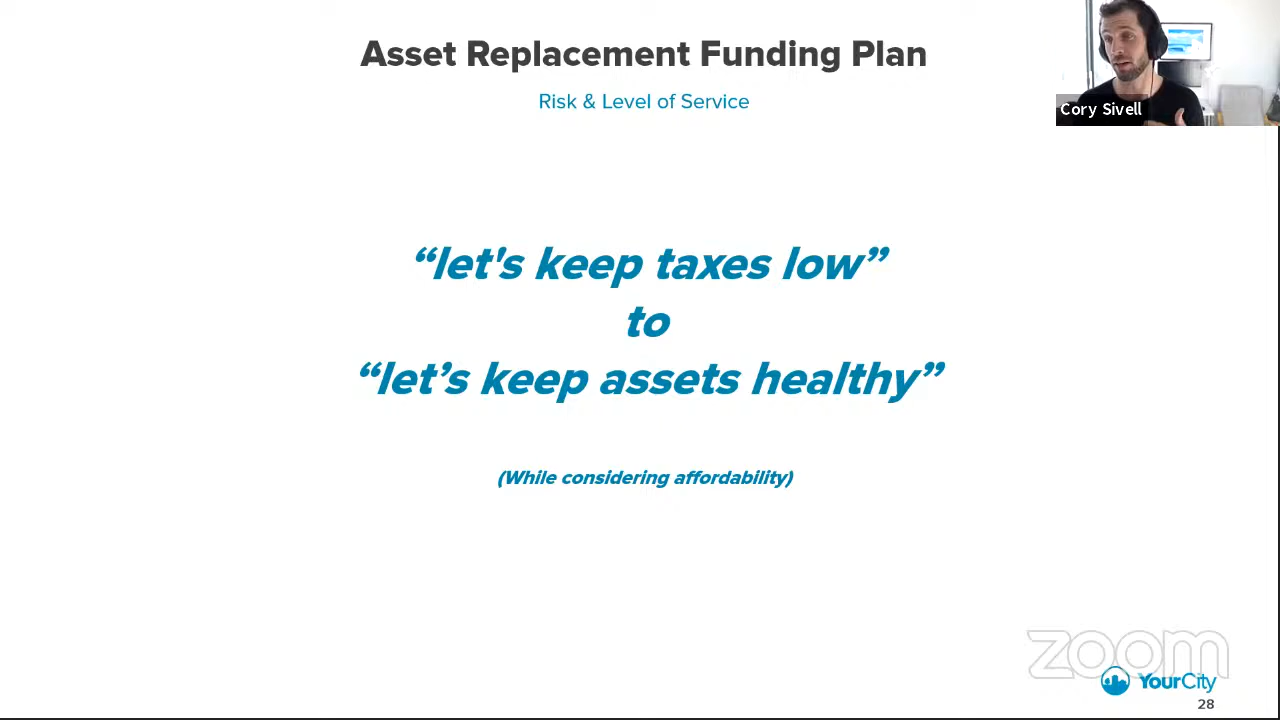 Asset Replacement Funding Plan
Risk & Level of Service
Cory Sivell
“let's keep taxes low”
to
“let’s keep assets healthy”
(While considering affordability)
zoom
YourCity
28